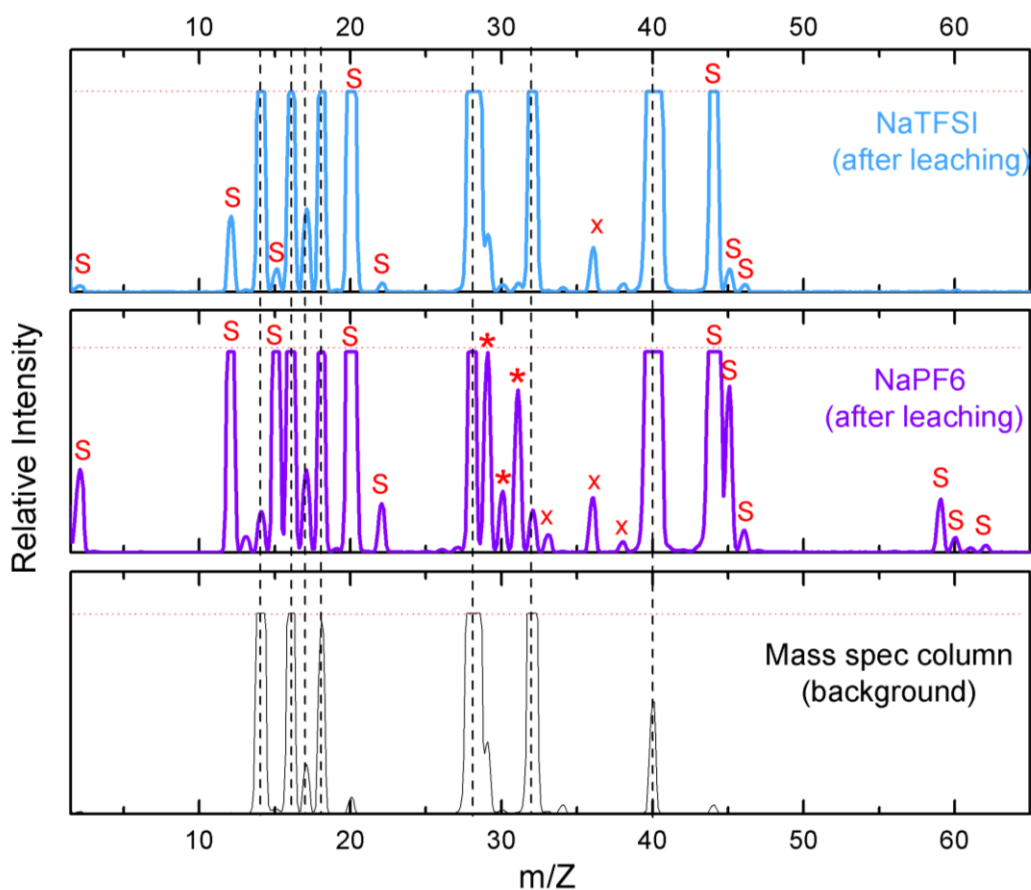 10 20 30 40 50 60
S S S S S x S S S
NaTFSI
(after leaching)
S S S S S * * * x x x S S S S S S
NaPF6
(after leaching)
Mass spec column
(background)
10 20 30 40 50 60
m/Z
Relative Intensity